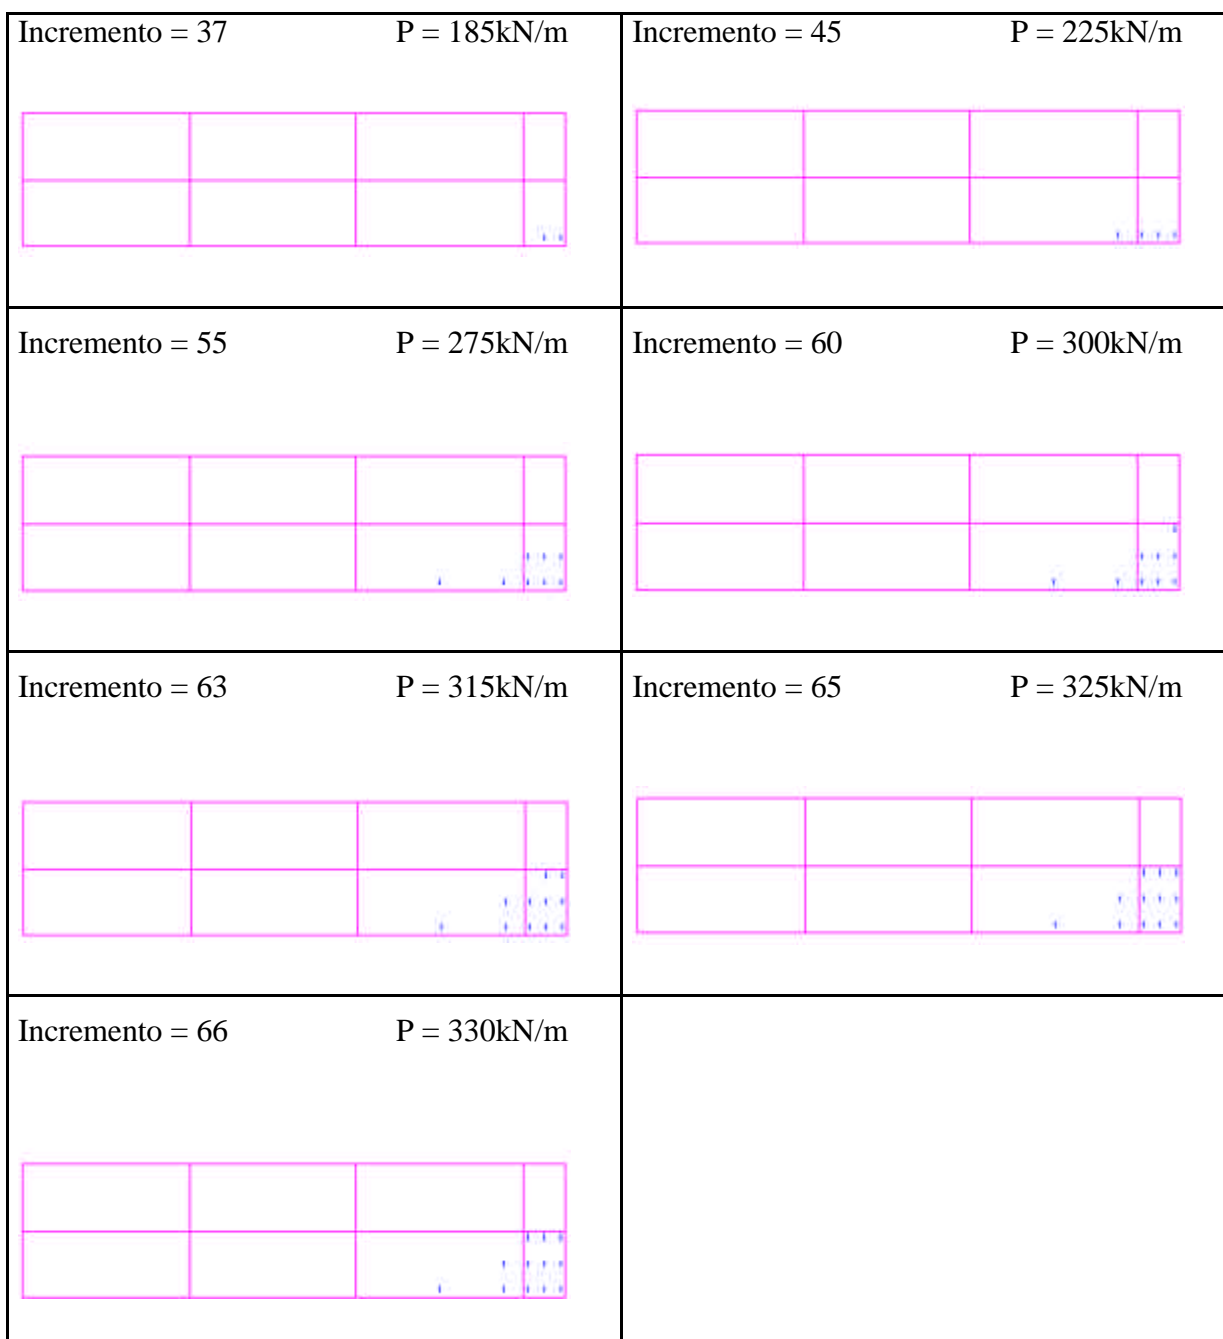 Incremento = 37 P = 185kN/m
Incremento = 45 P = 225kN/m
Incremento = 55 P = 275kN/m
Incremento = 60 P = 300kN/m
Incremento = 63 P = 315kN/m
Incremento = 65 P = 325kN/m
Incremento = 66 P = 330kN/m